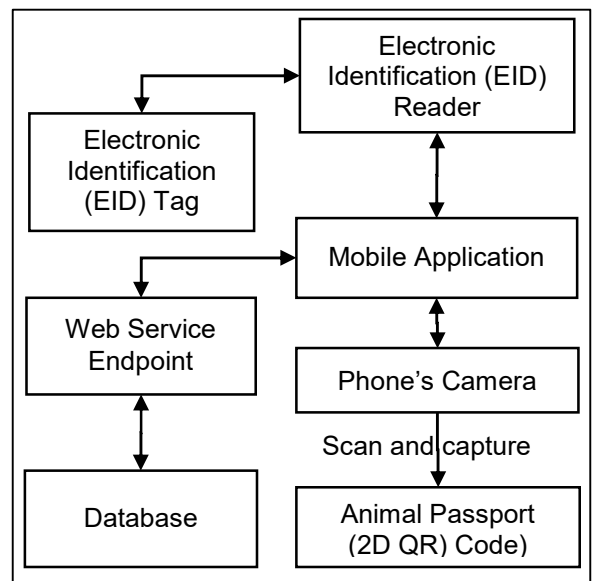 Electronic
Identification (EID)
Reader
Electronic
Identification
(EID) Tag
Mobile Application
Web Service
Endpoint
Phone's Camera
Scan and capture
Database
Animal Passport
(2D QR) Code)